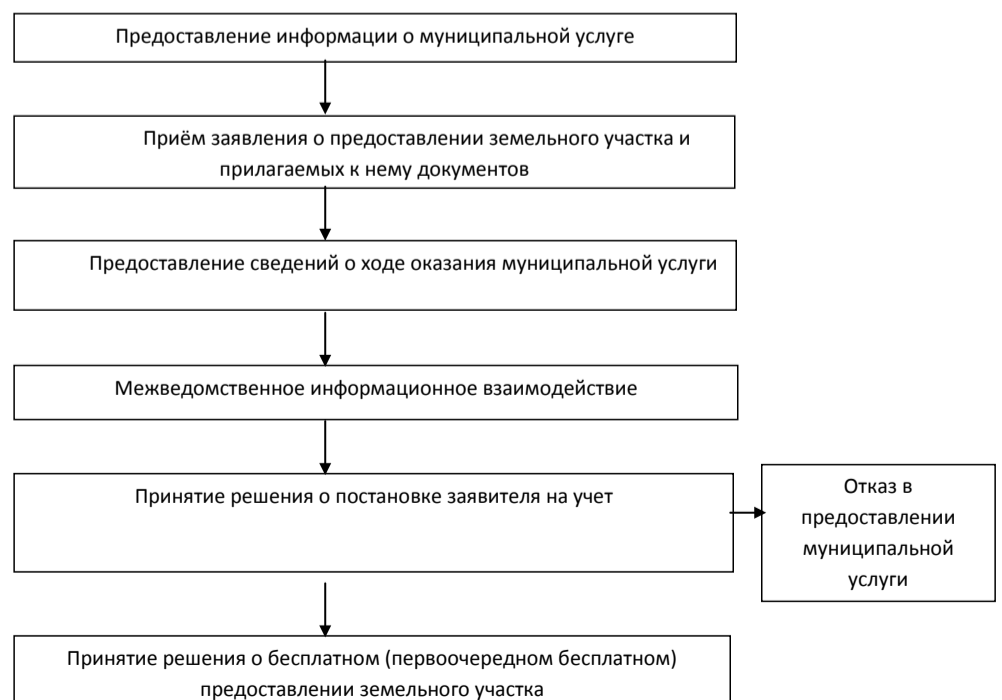 Предоставление информации о муниципальной услуге
Приём заявления о предоставлении земельного участка и
прилагаемых к нему документов
Предоставление сведений о ходе оказания муниципальной услуги
Межведомственное информационное взаимодействие
Принятие решения о постановке заявителя на учет
Отказ в
предоставлении
муниципальной
услуги
Принятие решения о бесплатном (первоочередном бесплатном)
предоставлении земельного участка